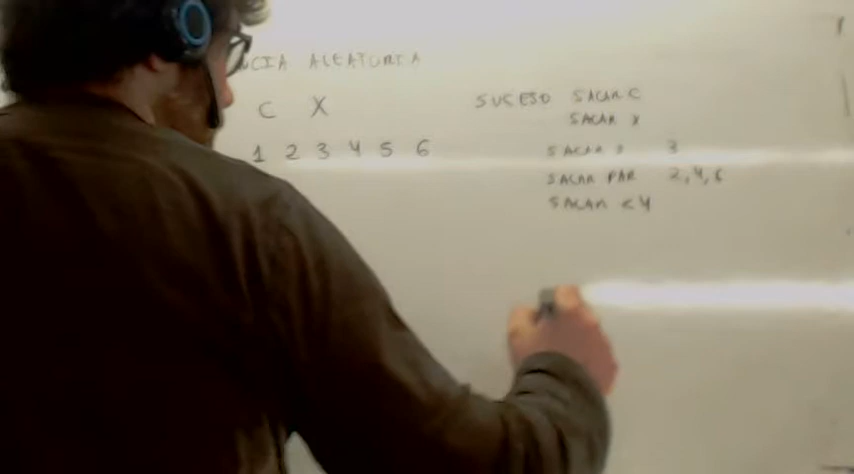 CIA ALEATORIA
C X
SUCESO SACAR C
SACAR X
1 2 3 4 5 6
SACAR 3
SACAR PAR 2,4,6
SACAR <4